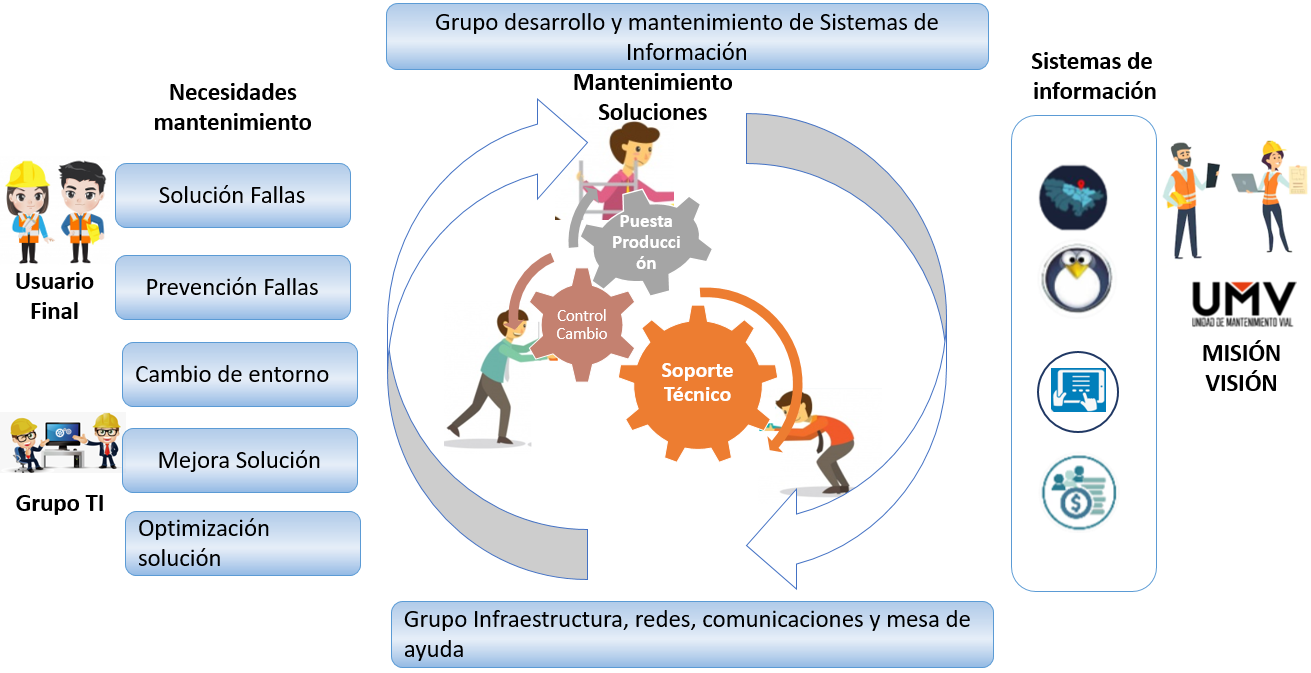 Grupo desarrollo y mantenimiento de Sistemas de
Información
Necesidades
mantenimiento
Usuario
Final
Grupo TI
Solución Fallas
Prevención Fallas
Cambio de entorno
Mejora Solución
Optimización
solución
Mantenimiento
Soluciones
Puesta
Producci
ón
Control
Cambio
Soporte
Técnico
Grupo Infraestructura, redes, comunicaciones y mesa de
ayuda
Sistemas de
información
UMV
UNIDAD DE MANTENIMIENTO VIAL
MISIÓN
VISIÓN